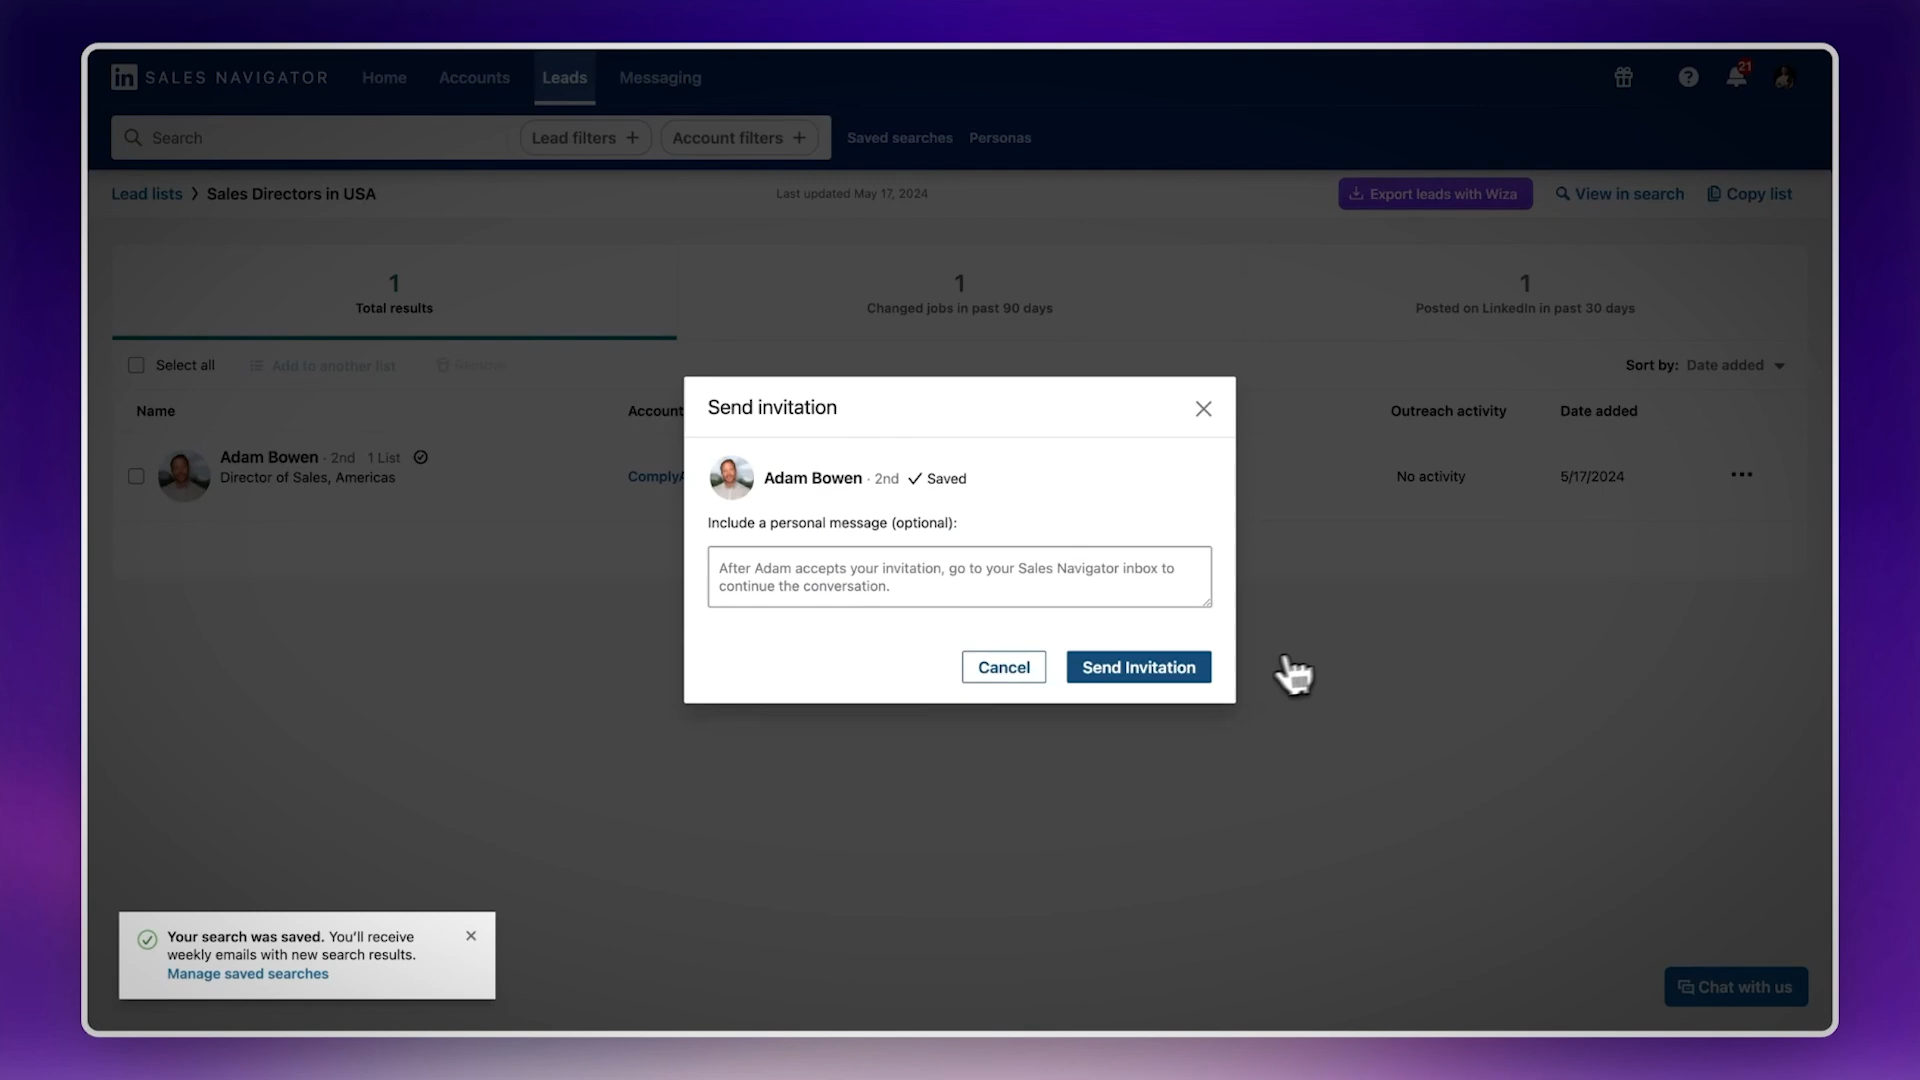 in SALES NAVIGATOR Home Accounts Leads Messaging 21
Search Lead filters + Account filters + Saved searches Personas
Lead lists > Sales Directors in USA Last updated May 17, 2024 Export leads with Wiza View in search Copy list
1 1 1
Total results Changed jobs in past 90 days Posted on LinkedIn in past 30 days
Select all Add to another list Remove Sort by: Date added
Name Account Outreach activity Date added
Adam Bowen · 2nd 1 List
Director of Sales, Americas ComplyA No activity 5/17/2024 •••
Send invitation
Adam Bowen · 2nd ✓ Saved
Include a personal message (optional):
After Adam accepts your invitation, go to your Sales Navigator inbox to
continue the conversation.
Cancel Send Invitation
Your search was saved. You'll receive
weekly emails with new search results.
Manage saved searches
Chat with us